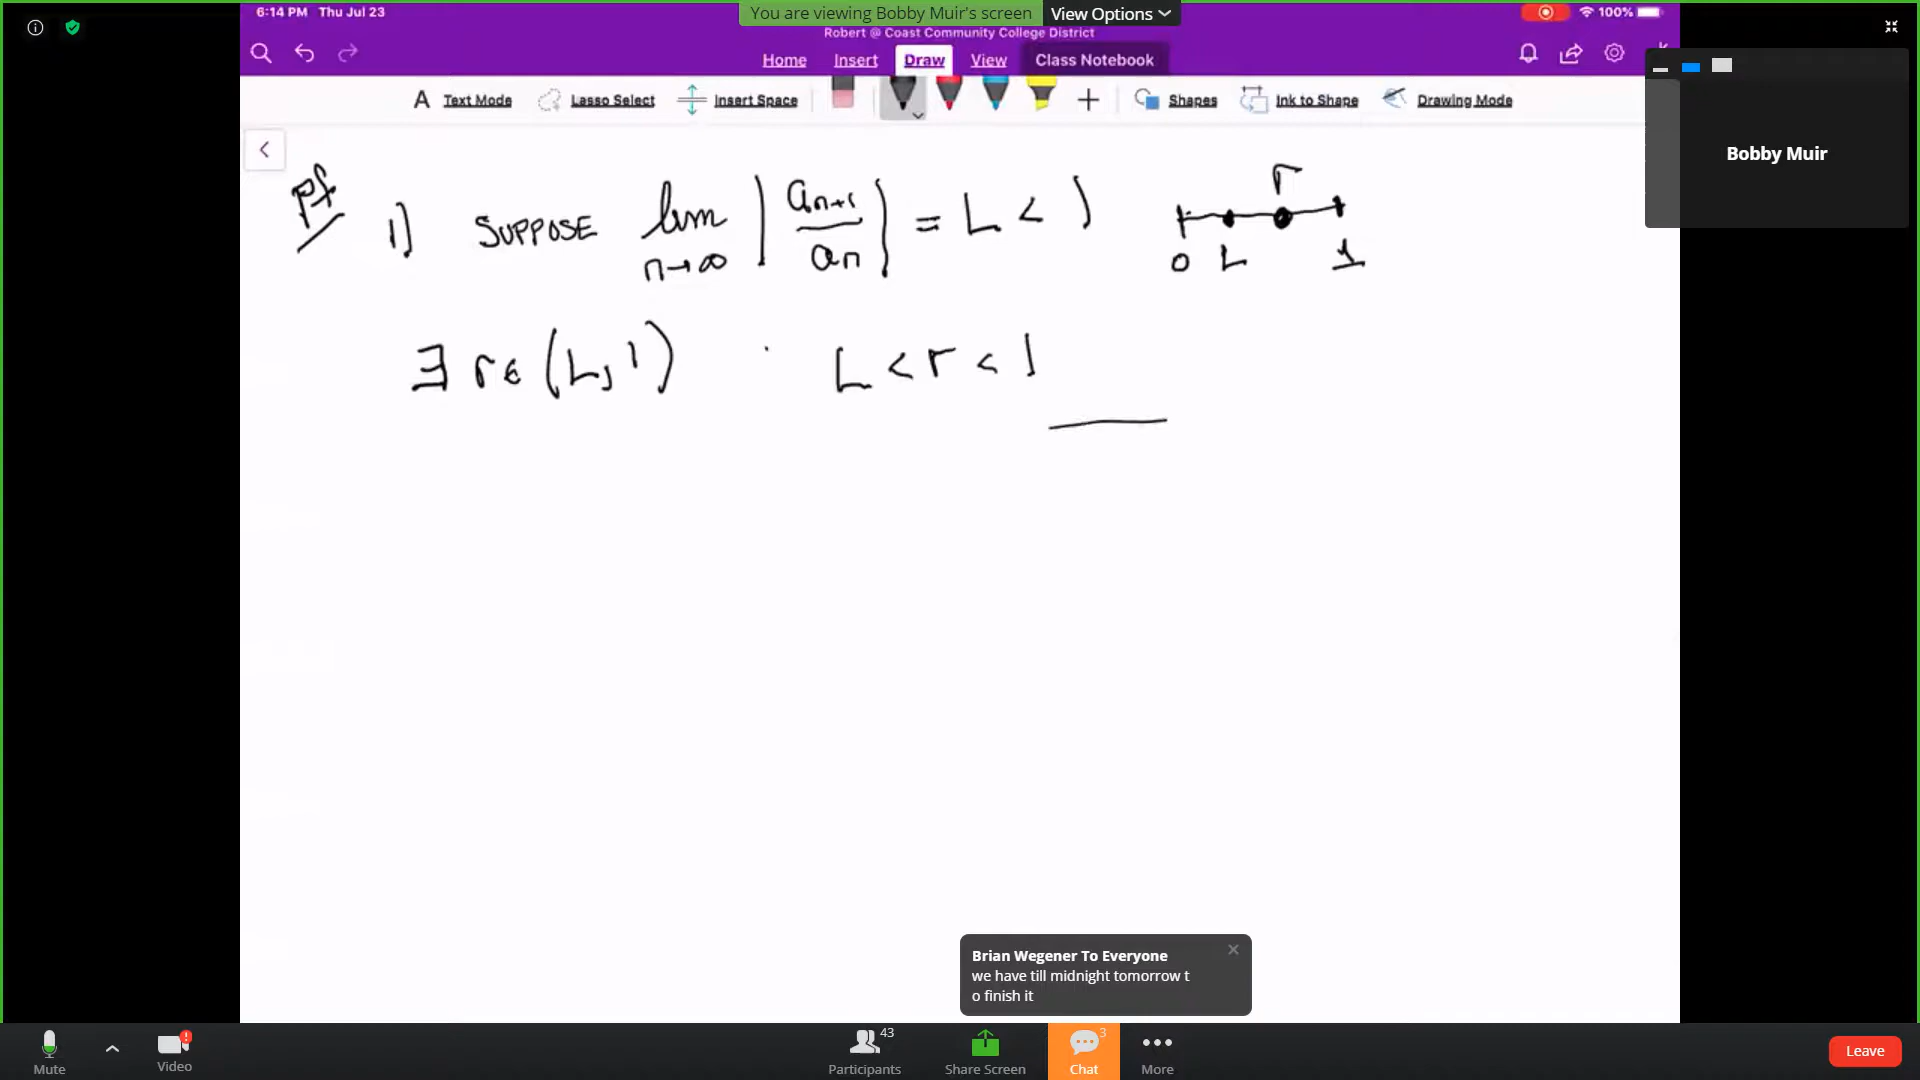 6:14 PM Thu Jul 23
You are viewing Bobby Muir's screen
View Options
100%
Robert @ Coast Community College District
Home Insert Draw View Class Notebook
Text Mode Lasso Select Insert Space Shapes Ink to Shape Drawing Mode
Bobby Muir
pf
1) SUPPOSE lim n→∞ |an+1/an| = L < 1
r
0 L 1
∃ r ∈ (L, 1) L < r < 1
Brian Wegener To Everyone
we have till midnight tomorrow t
o finish it
Mute
Video
Participants 43
Share Screen
Chat 3
More
Leave